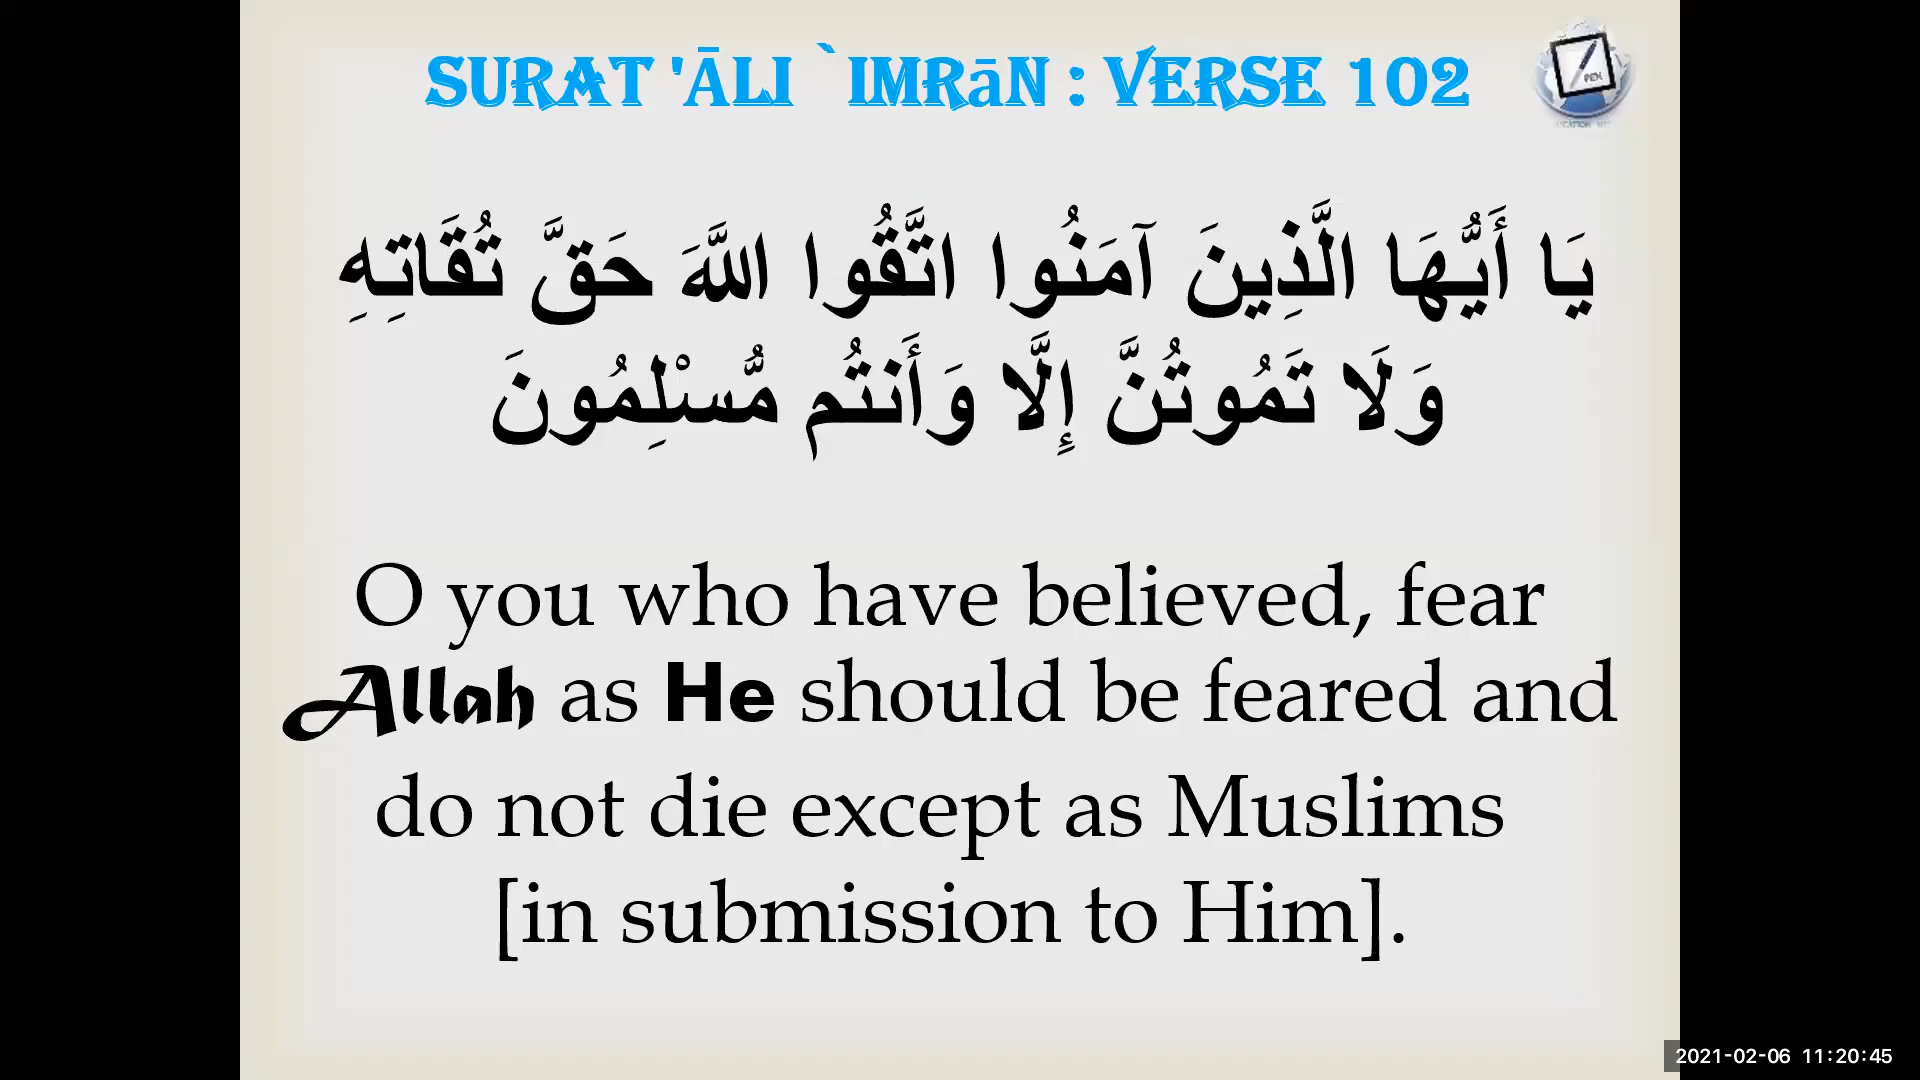 SURAT 'ĀLI `IMRāN : VERSE 102
PEN
يَا أَيُّهَا الَّذِينَ آمَنُوا اتَّقُوا اللَّهَ حَقَّ تُقَاتِهِ
وَلَا تَمُوتُنَّ إِلَّا وَأَنتُم مُّسْلِمُونَ
O you who have believed, fear
Allah as He should be feared and
do not die except as Muslims
[in submission to Him].
2021-02-06 11:20:45